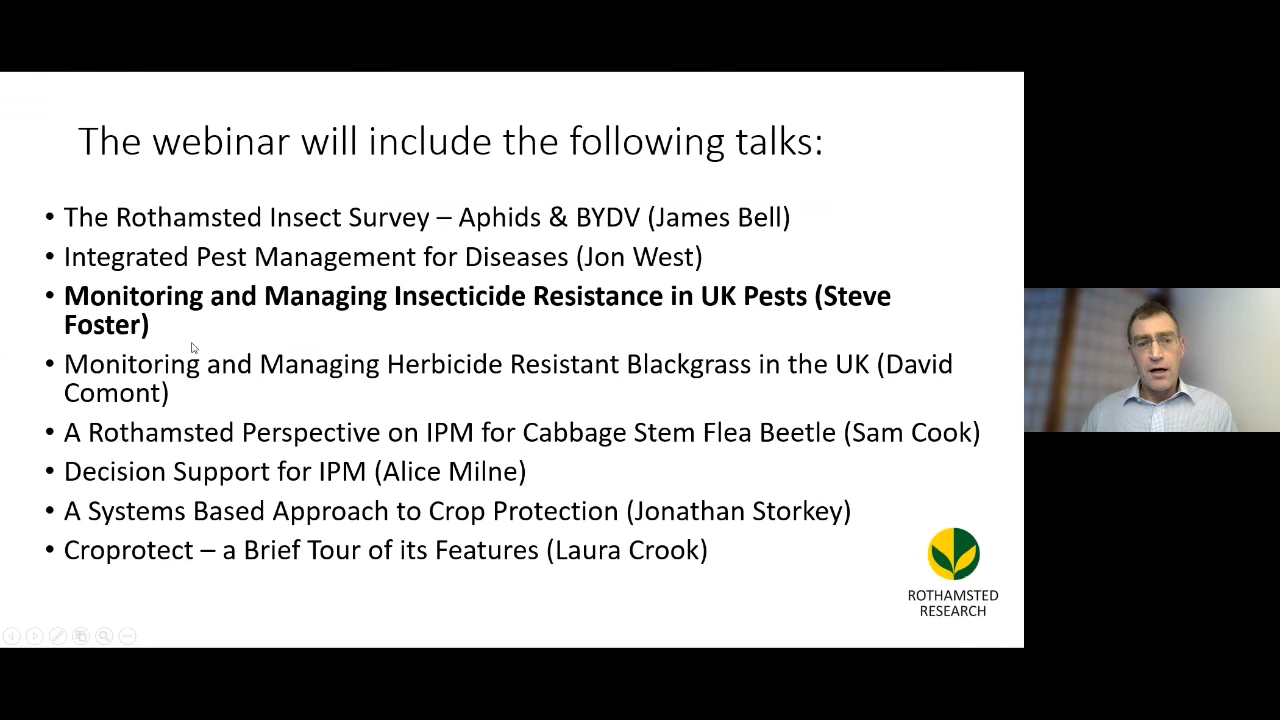 The webinar will include the following talks:
• The Rothamsted Insect Survey – Aphids & BYDV (James Bell)
• Integrated Pest Management for Diseases (Jon West)
• Monitoring and Managing Insecticide Resistance in UK Pests (Steve
Foster)
• Monitoring and Managing Herbicide Resistant Blackgrass in the UK (David
Comont)
• A Rothamsted Perspective on IPM for Cabbage Stem Flea Beetle (Sam Cook)
• Decision Support for IPM (Alice Milne)
• A Systems Based Approach to Crop Protection (Jonathan Storkey)
• Croprotect – a Brief Tour of its Features (Laura Crook)
ROTHAMSTED
RESEARCH